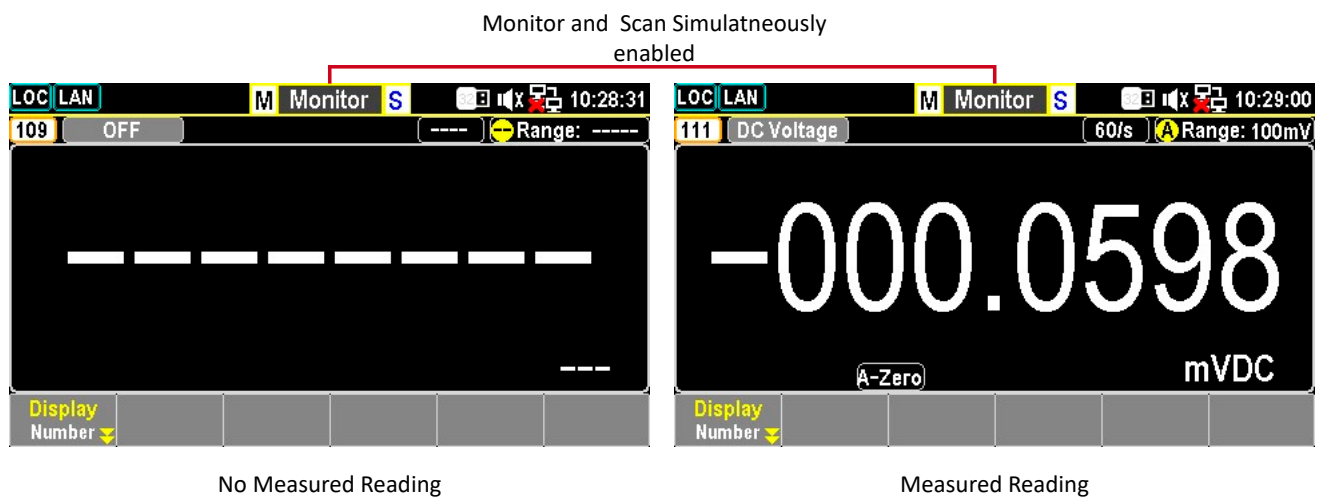 Monitor and Scan Simulatneously
enabled
LOC LAN M Monitor S 32 X 10:28:31
109 OFF ---- Range: -----
– – – – – – – –
---
Display
Number
No Measured Reading
LOC LAN M Monitor S 32 X 10:29:00
111 DC Voltage 60/s A Range: 100mV
-000.0598
A-Zero mVDC
Display
Number
Measured Reading